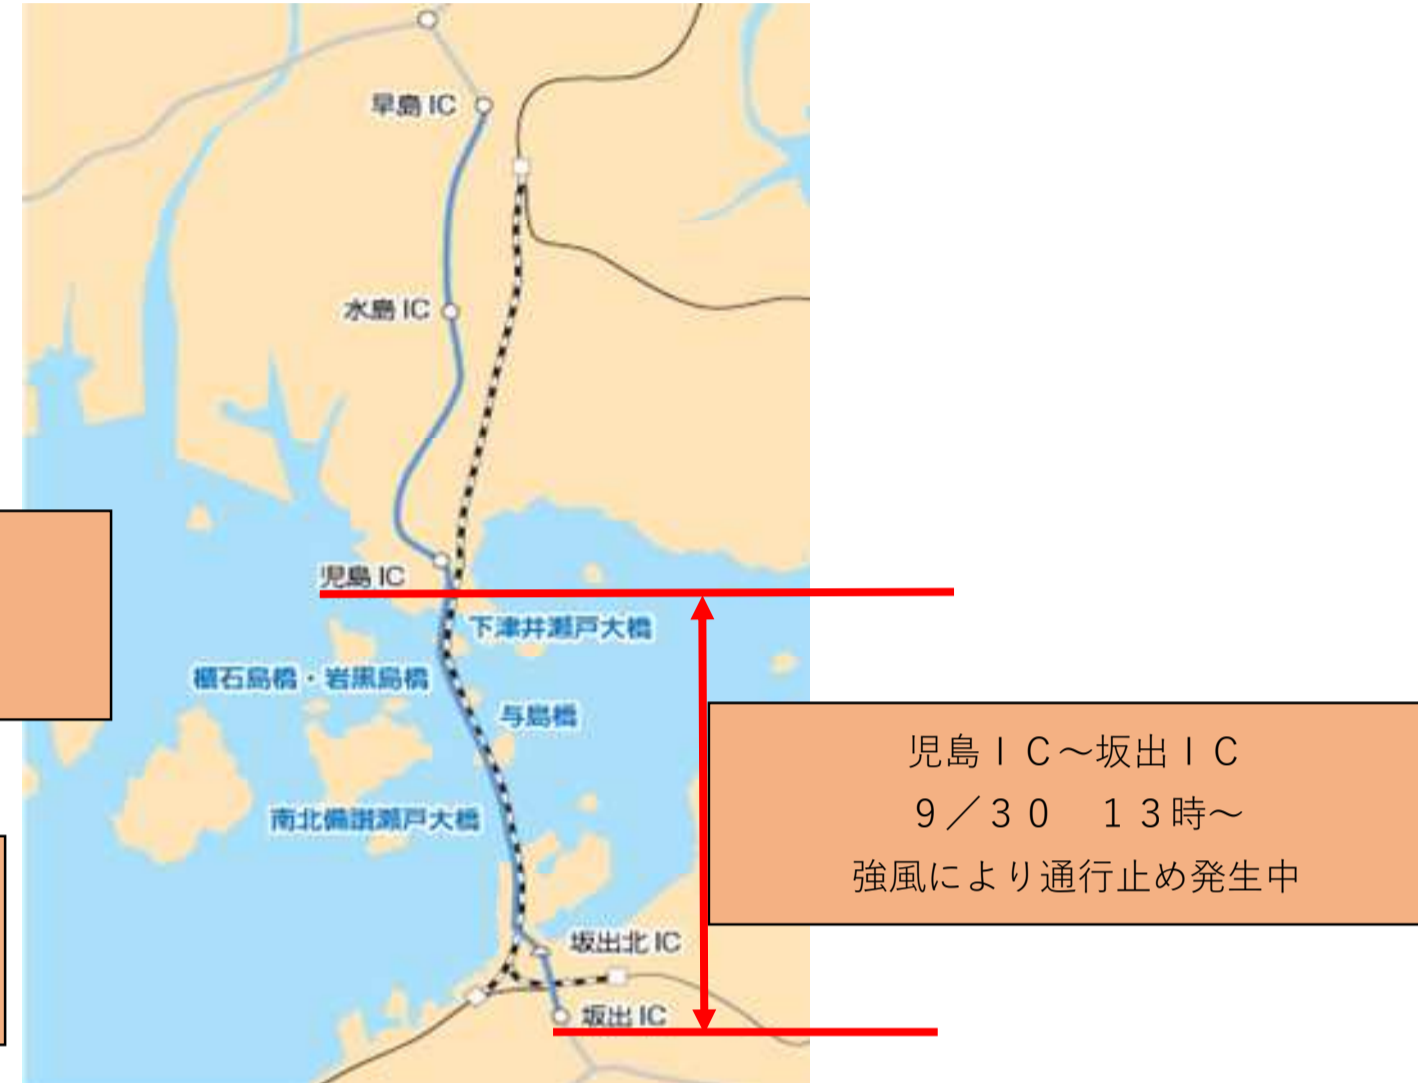 早島 IC
水島 IC
児島 IC
下津井瀬戸大橋
櫃石島橋・岩黒島橋
与島橋
児島ＩＣ～坂出ＩＣ
９／３０　１３時～
強風により通行止め発生中
南北備讃瀬戸大橋
坂出北 IC
坂出 IC